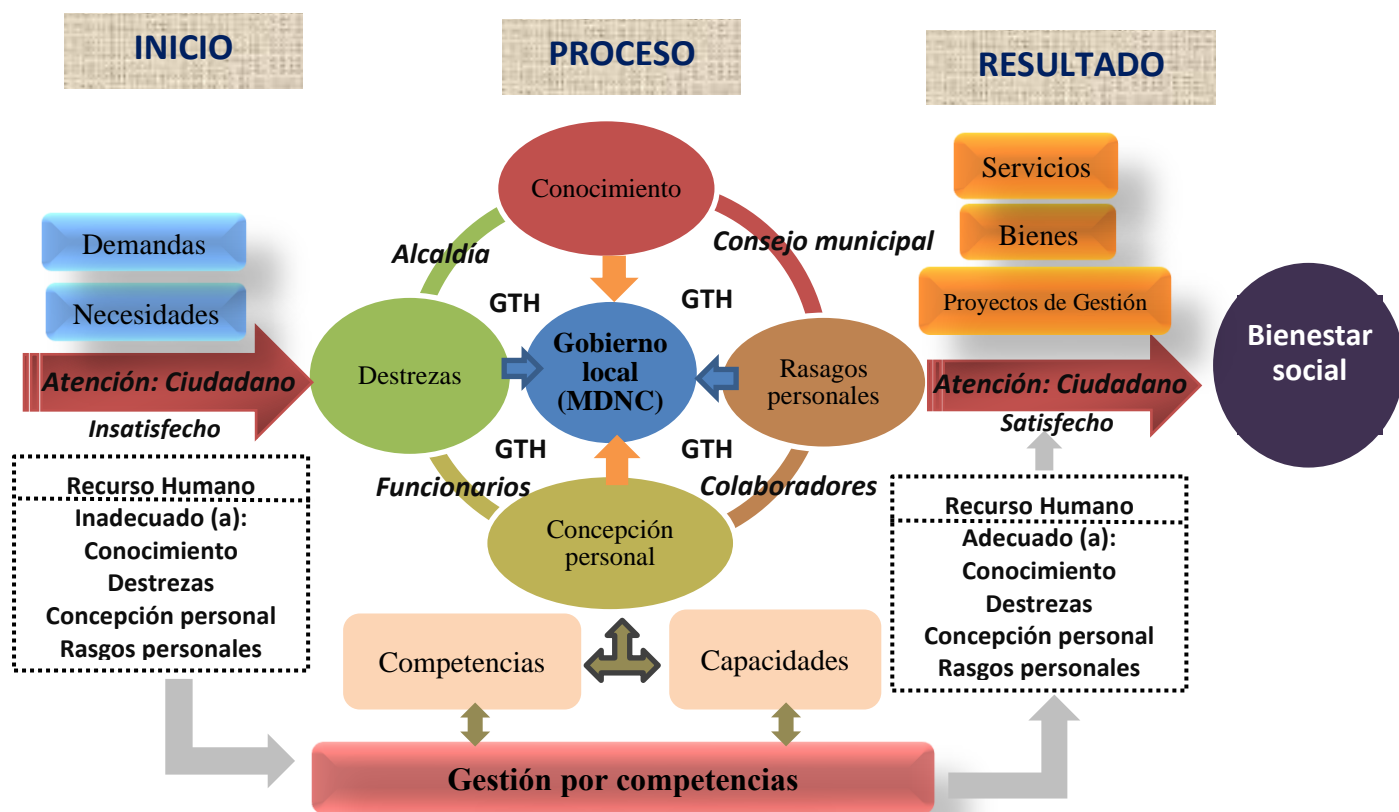 INICIO
PROCESO
RESULTADO
Demandas
Necesidades
Atención: Ciudadano
Insatisfecho
Recurso Humano
Inadecuado (a):
Conocimiento
Destrezas
Concepción personal
Rasgos personales
Conocimiento
Alcaldía
Consejo municipal
GTH
GTH
Destrezas
Gobierno
local
(MDNC)
Rasagos
personales
GTH
GTH
Funcionarios
Colaboradores
Concepción
personal
Competencias
Capacidades
Gestión por competencias
Servicios
Bienes
Proyectos de Gestión
Atención: Ciudadano
Satisfecho
Bienestar
social
Recurso Humano
Adecuado (a):
Conocimiento
Destrezas
Concepción personal
Rasgos personales